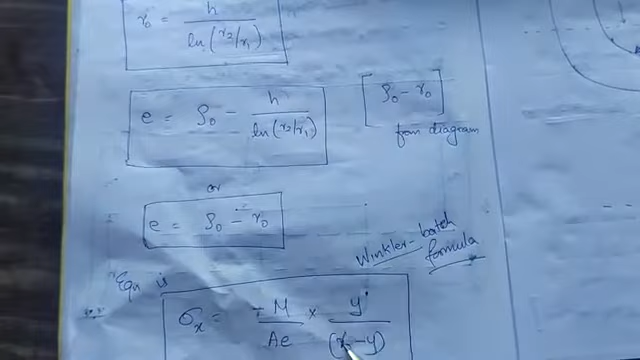 r₀ = h / ln(r₂/r₁)
e = ρ₀ − h / ln(r₂/r₁) [ρ₀ − r₀]
from diagram
or
e = ρ₀ − r₀
Winkler-batch
formula
Eqn is
σₓ = − M / Ae × y / (r₀ − y)